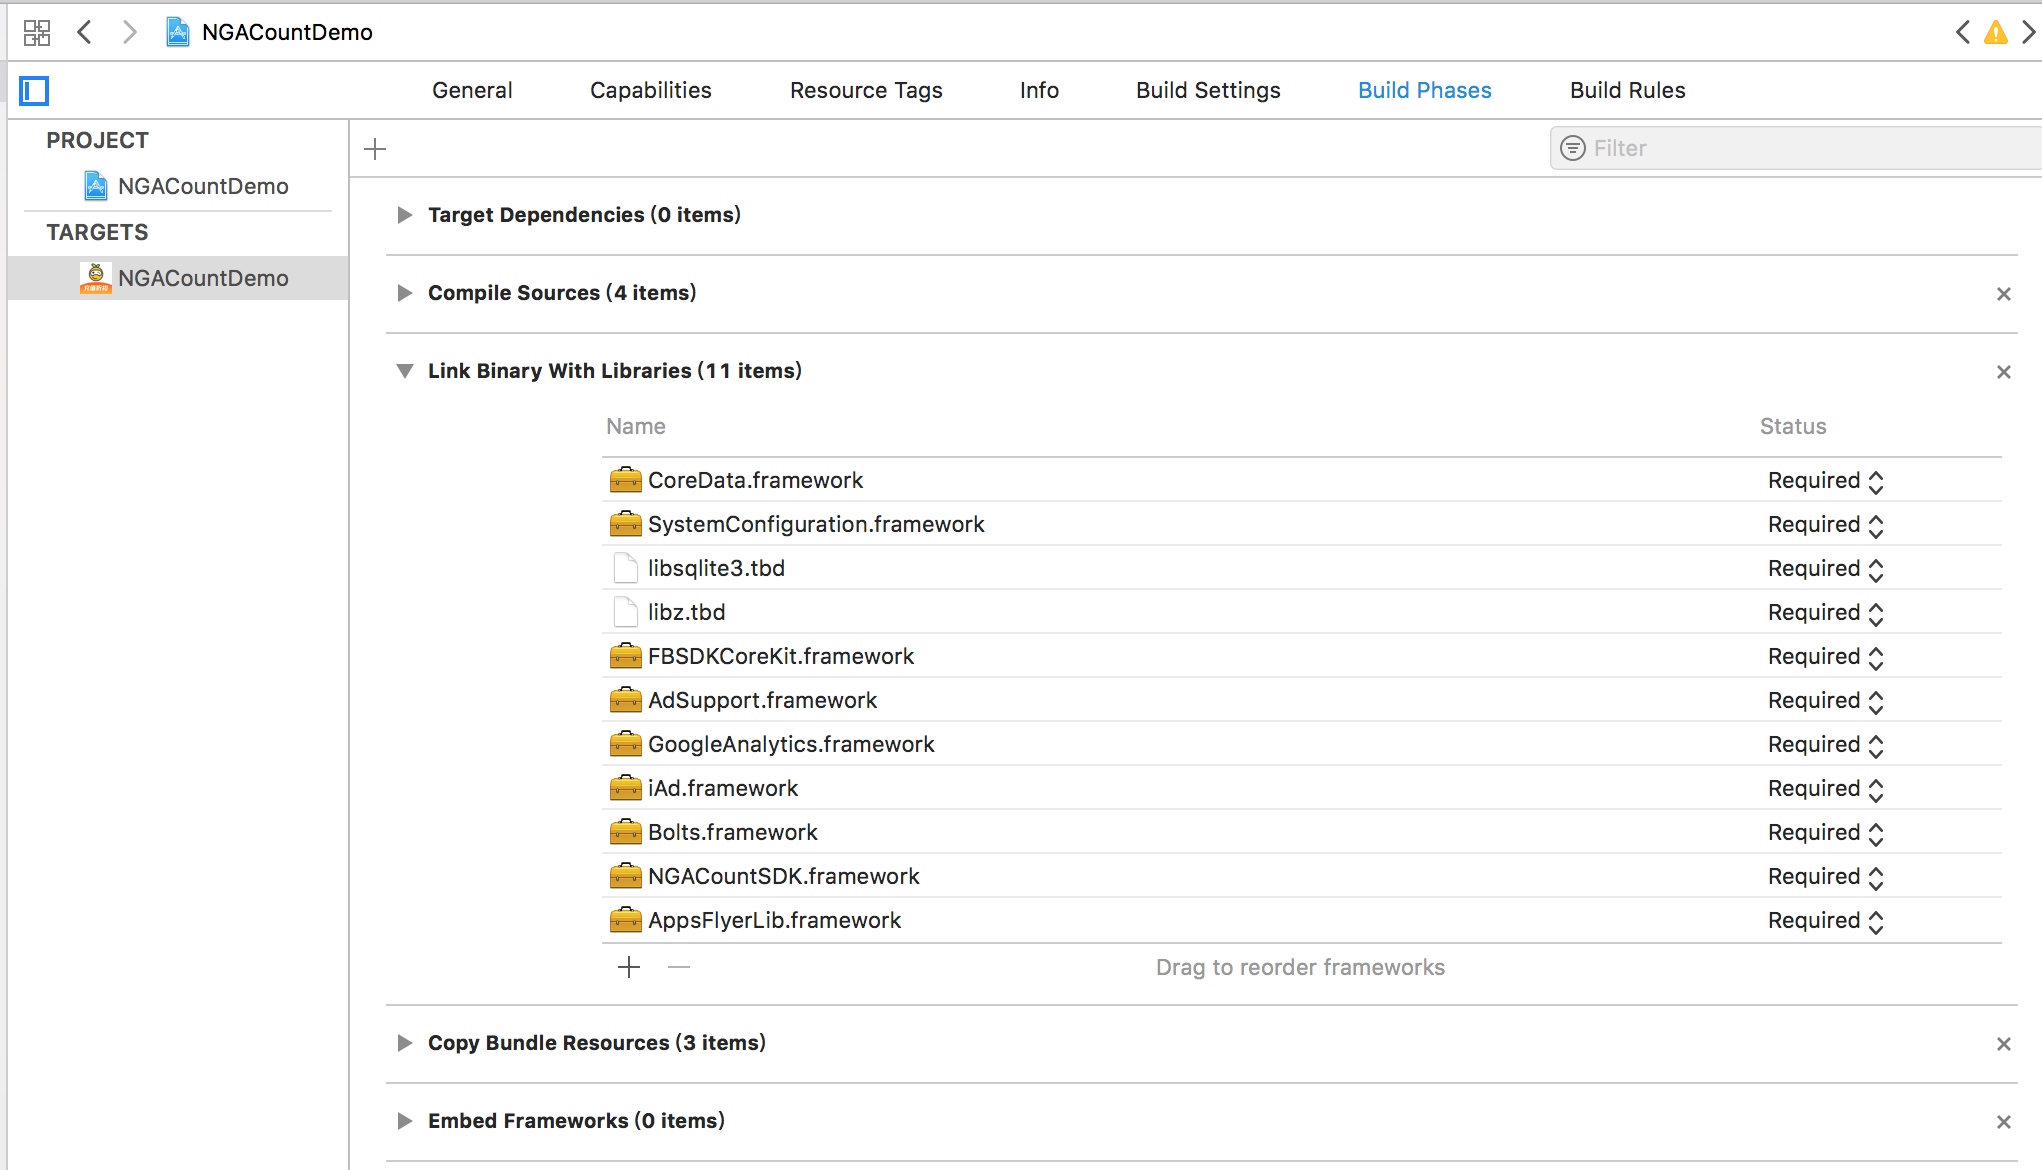 NGACountDemo
General Capabilities Resource Tags Info Build Settings Build Phases Build Rules
PROJECT
NGACountDemo
TARGETS
NGACountDemo
Filter
Target Dependencies (0 items)
Compile Sources (4 items)
Link Binary With Libraries (11 items)
Name Status
CoreData.framework Required
SystemConfiguration.framework Required
libsqlite3.tbd Required
libz.tbd Required
FBSDKCoreKit.framework Required
AdSupport.framework Required
GoogleAnalytics.framework Required
iAd.framework Required
Bolts.framework Required
NGACountSDK.framework Required
AppsFlyerLib.framework Required
Drag to reorder frameworks
Copy Bundle Resources (3 items)
Embed Frameworks (0 items)